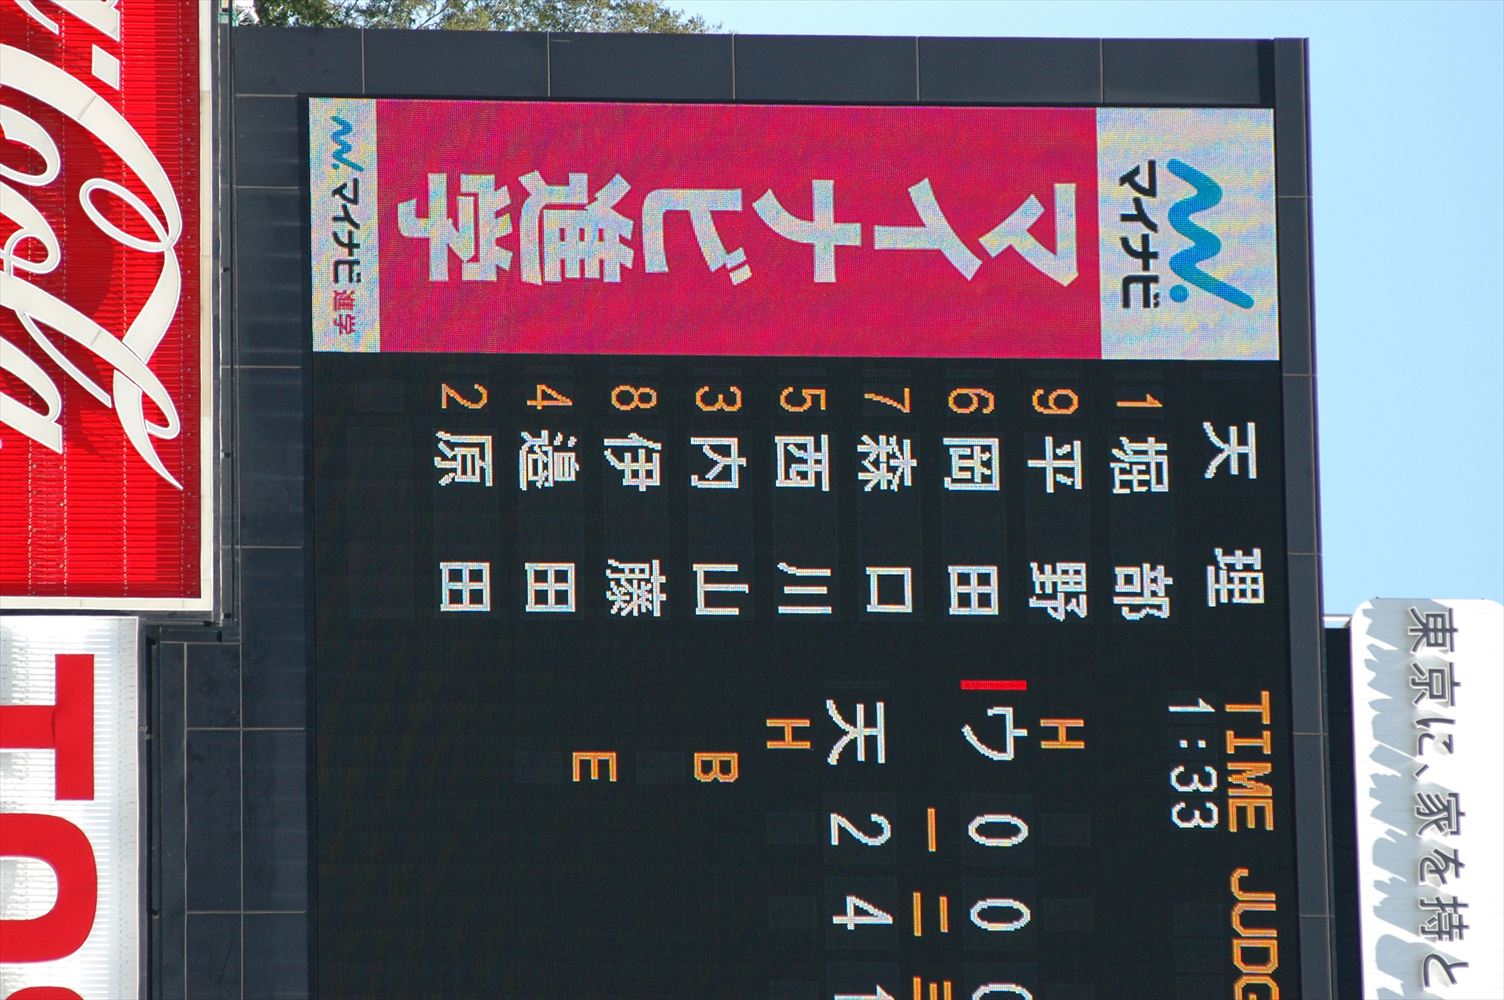 マイナビ
マイナビ進学
マイナビ進学
天理
1 堀部
9 平野
6 岡田
7 森口
5 西川
3 内山
8 伊藤
4 邉田
2 原田
TIME
1:33
H
ウ 0 0
一 二
天 2 4 1
H
B
E
東京に、家を持と
Coca